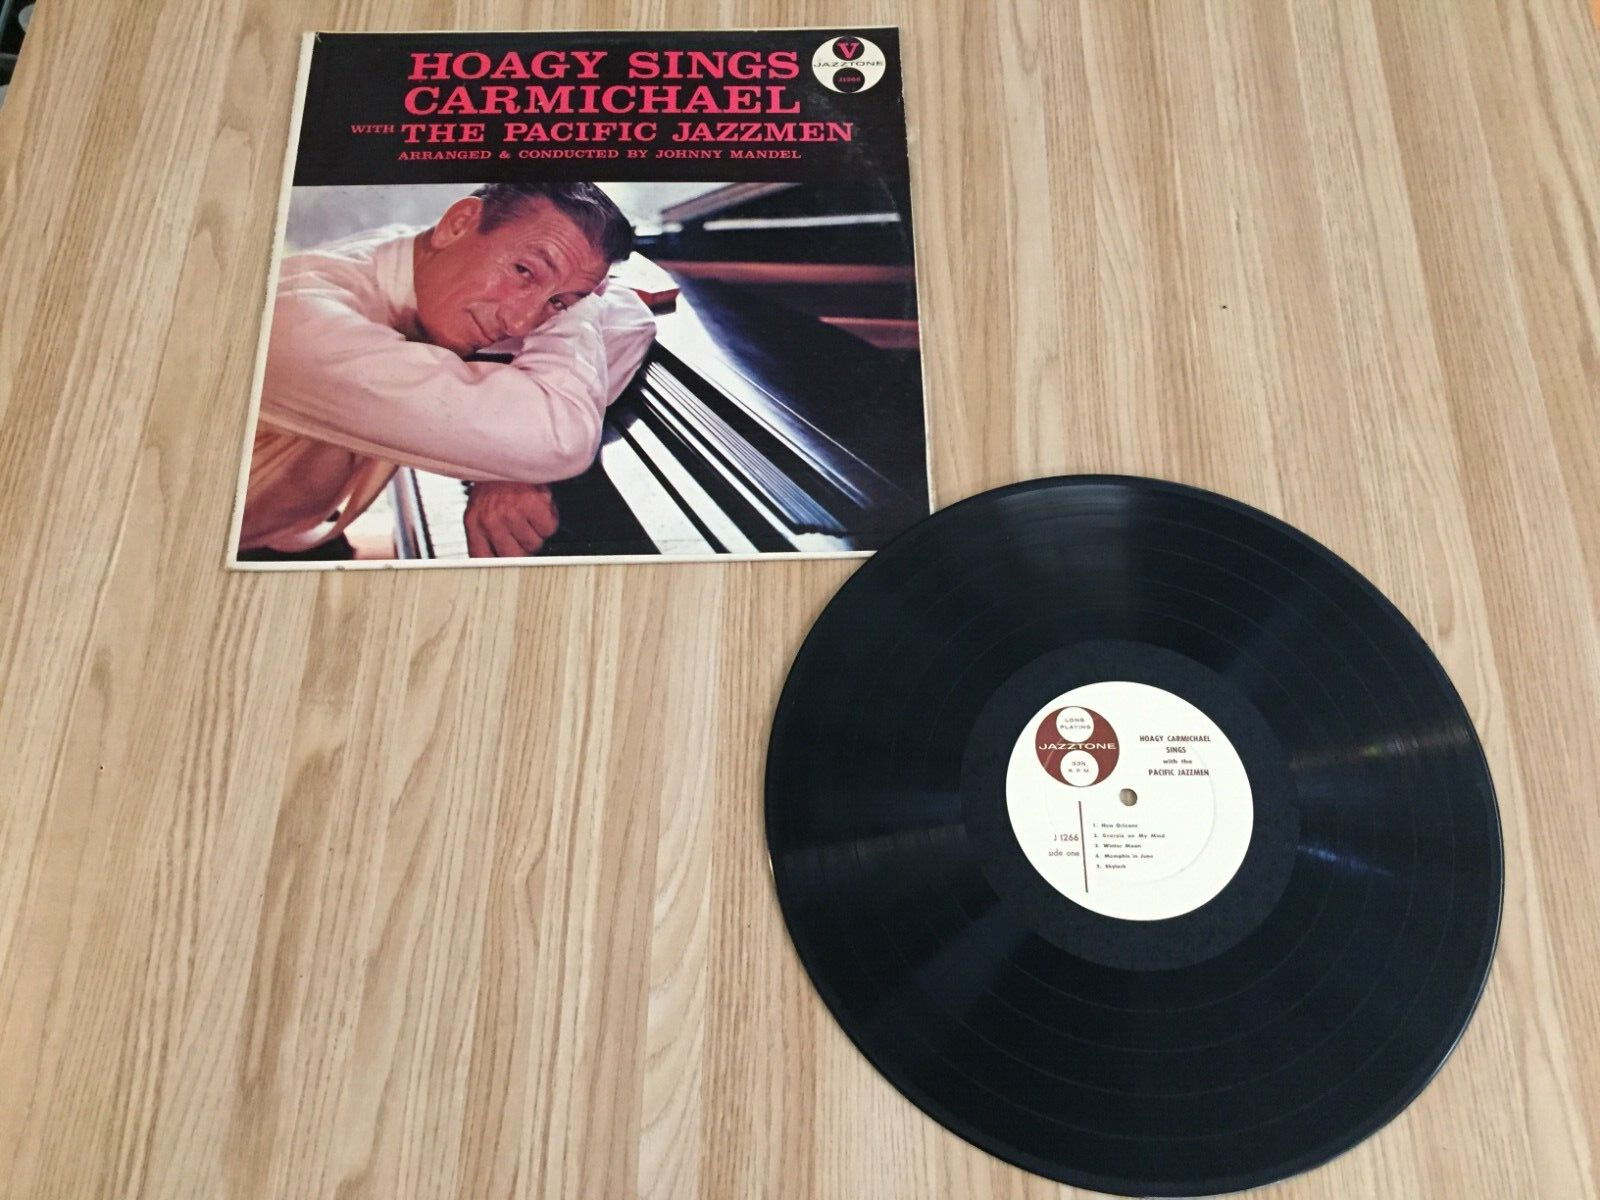 HOAGY SINGS
CARMICHAEL
WITH THE PACIFIC JAZZMEN
ARRANGED & CONDUCTED BY JOHNNY MANDEL
V
JAZZTONE
J1266
LONG
PLAYING
JAZZTONE
33⅓
R.P.M.
HOAGY CARMICHAEL
SINGS
with the
PACIFIC JAZZMEN
J 1266
side one
1. New Orleans
2. Georgia on My Mind
3. Winter Moon
4. Memphis in June
5. Skylark